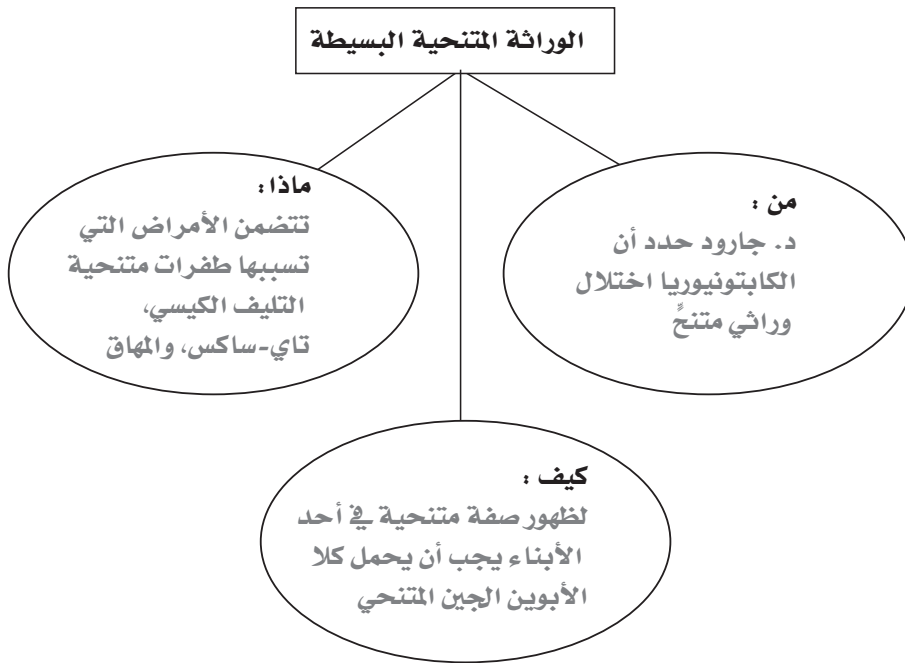 الوراثة المتنحية البسيطة
من :
د. جارود حدد أن
الكابتونيوريا اختلال
وراثي متنحٍّ
ماذا :
تتضمن الأمراض التي
تسببها طفرات متنحية
التليف الكيسي،
تاي-ساكس، والمهاق
كيف :
لظهور صفة متنحية في أحد
الأبناء يجب أن يحمل كلا
الأبوين الجين المتنحي